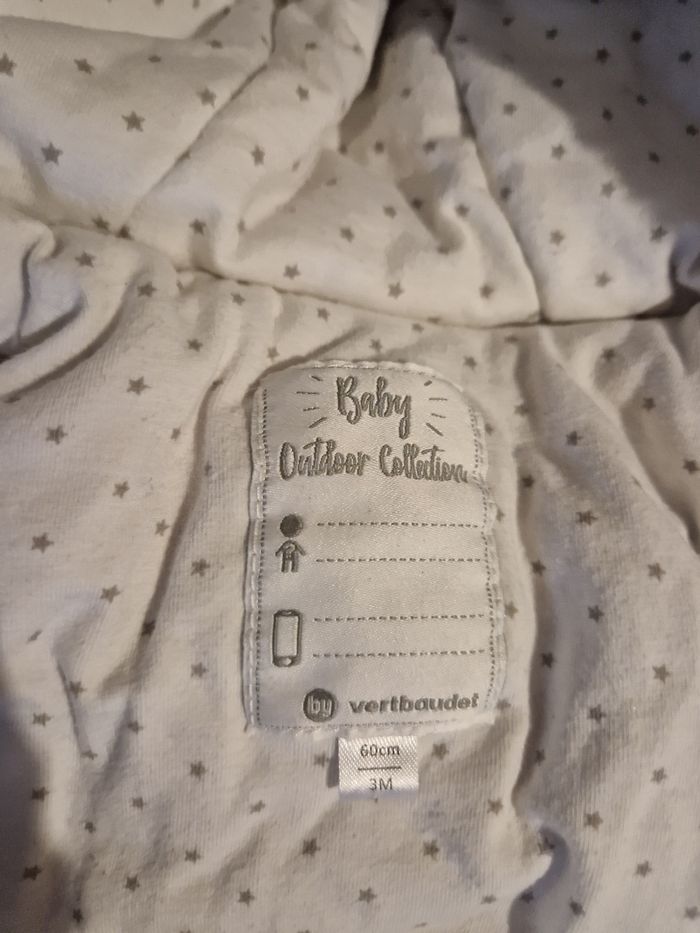 Baby
Outdoor Collection
by vertbaudet
60cm
3M